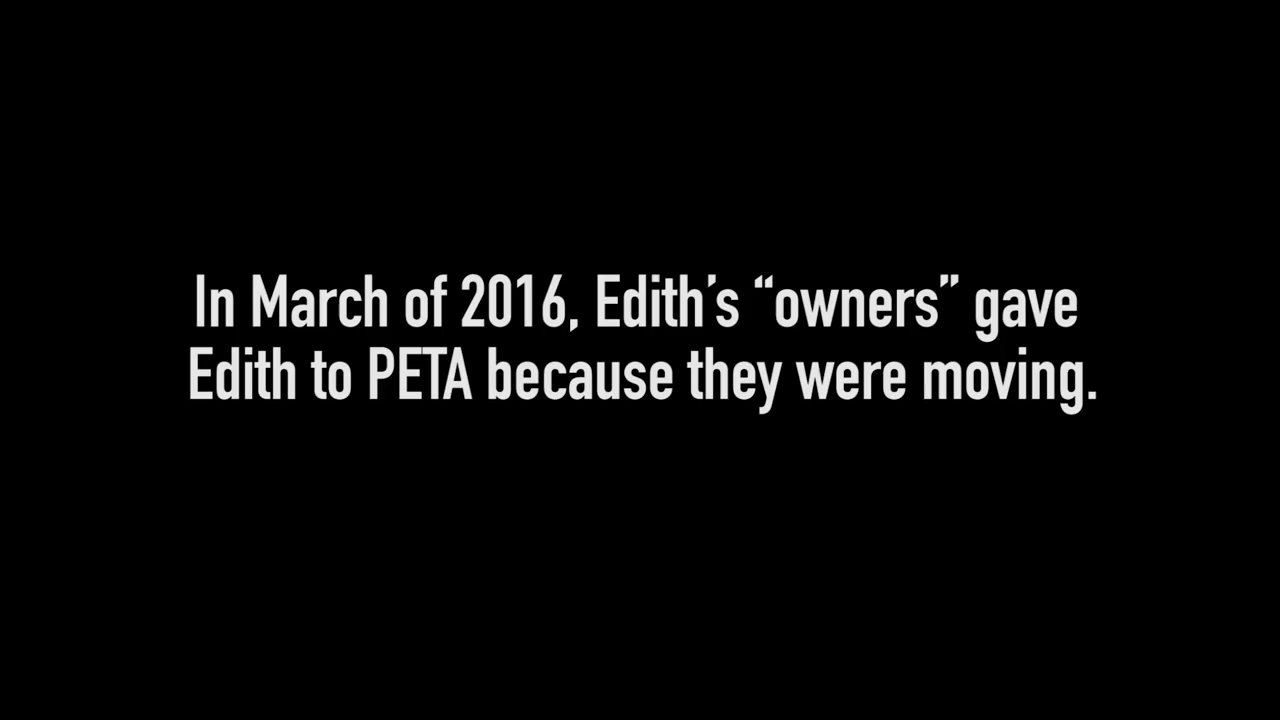 In March of 2016, Edith’s “owners” gave
Edith to PETA because they were moving.